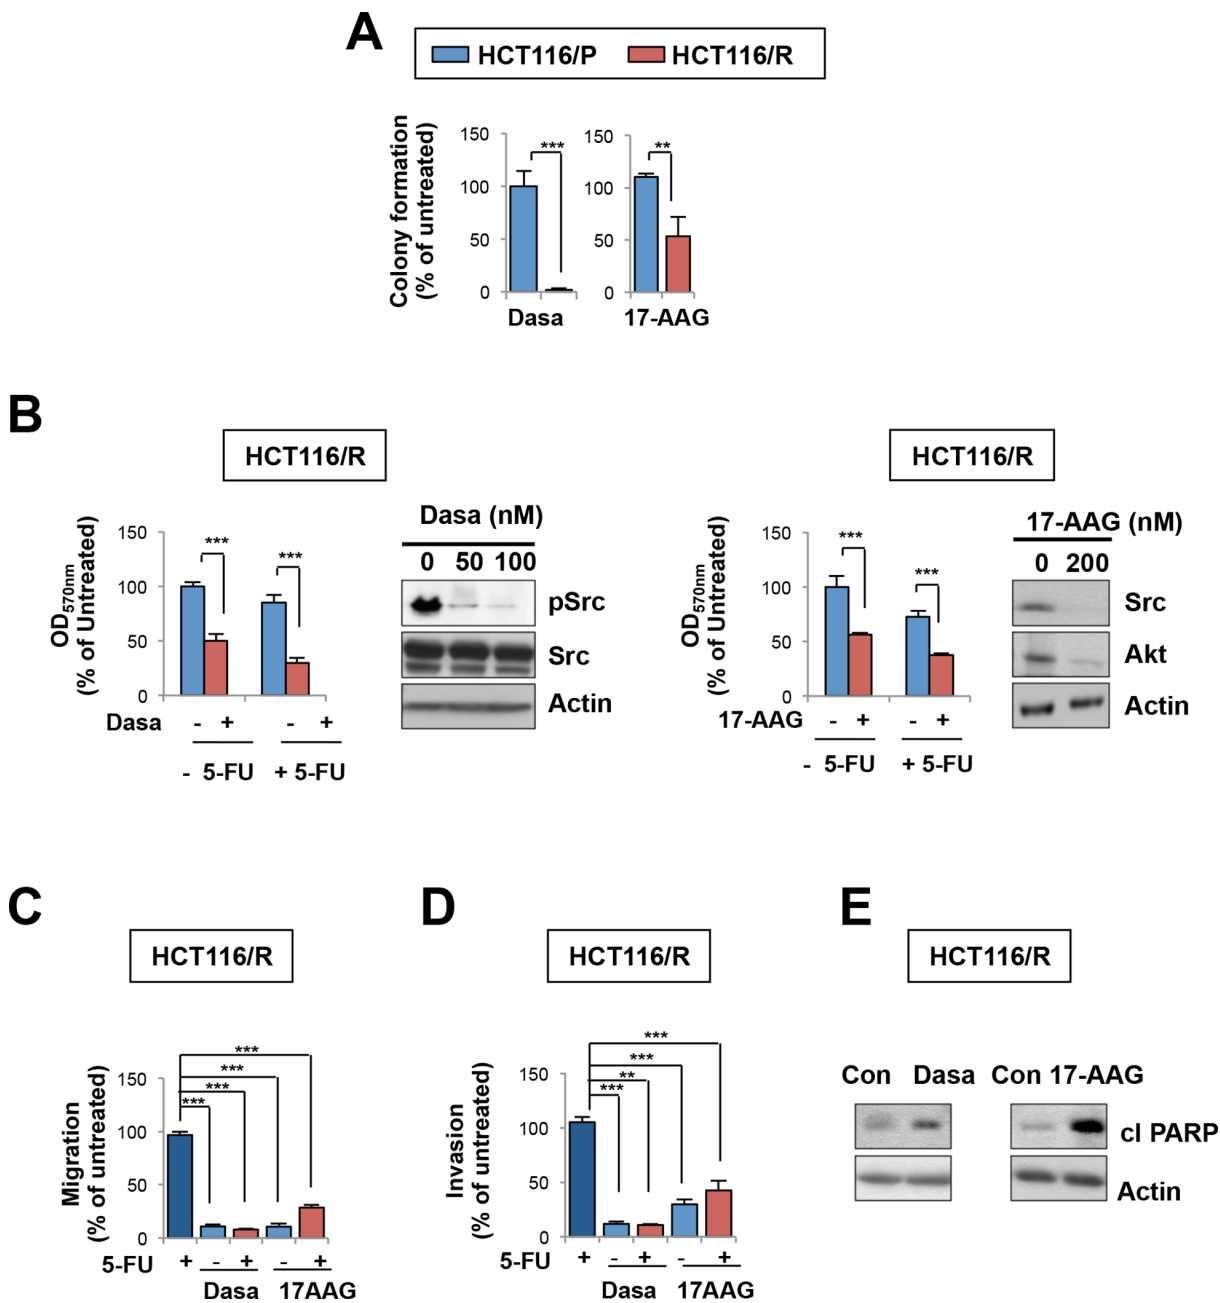 A
HCT116/P HCT116/R
Colony formation
(% of untreated)
150 150
*** **
100 100
50 50
0 0
Dasa 17-AAG
B
HCT116/R
OD570nm
(% of Untreated)
150
100
50
0
*** ***
Dasa - + - +
- 5-FU + 5-FU
Dasa (nM)
0 50 100
pSrc
Src
Actin
HCT116/R
OD570nm
(% of Untreated)
150
100
50
0
*** ***
17-AAG - + - +
- 5-FU + 5-FU
17-AAG (nM)
0 200
Src
Akt
Actin
C
HCT116/R
Migration
(% of untreated)
150
100
50
0
***
***
***
***
5-FU + - + - +
Dasa 17AAG
D
HCT116/R
Invasion
(% of untreated)
150
100
50
0
***
***
**
***
5-FU + - + - +
Dasa 17AAG
E
HCT116/R
Con Dasa Con 17-AAG
cl PARP
Actin